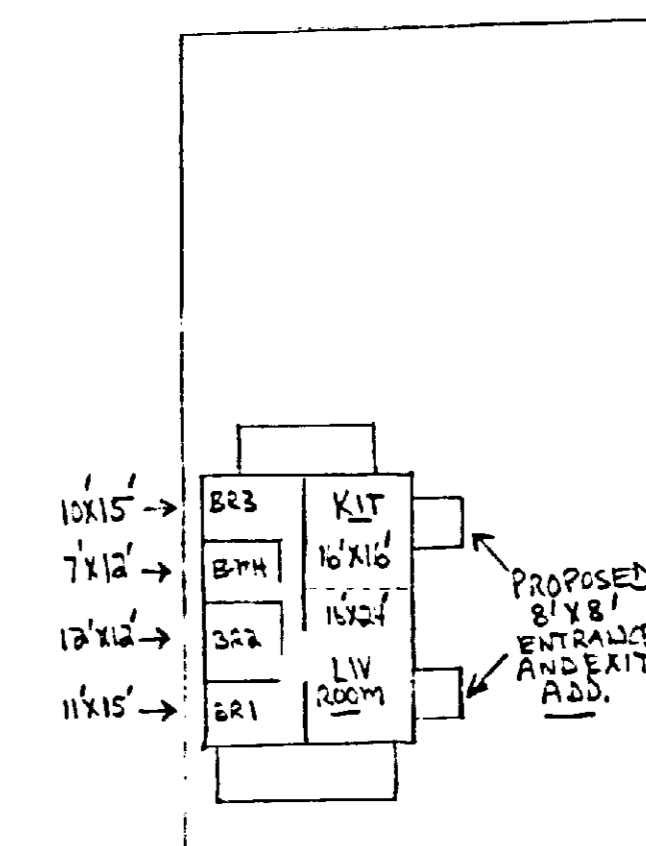 10'X15' →
BR3
KIT
16'X16'
7'X12' →
BTH
12'X12' →
BR2
16'X24'
LIV
ROOM
11'X15' →
BR1
PROPOSED
8'X8'
ENTRANCE
AND EXIT
ADD.